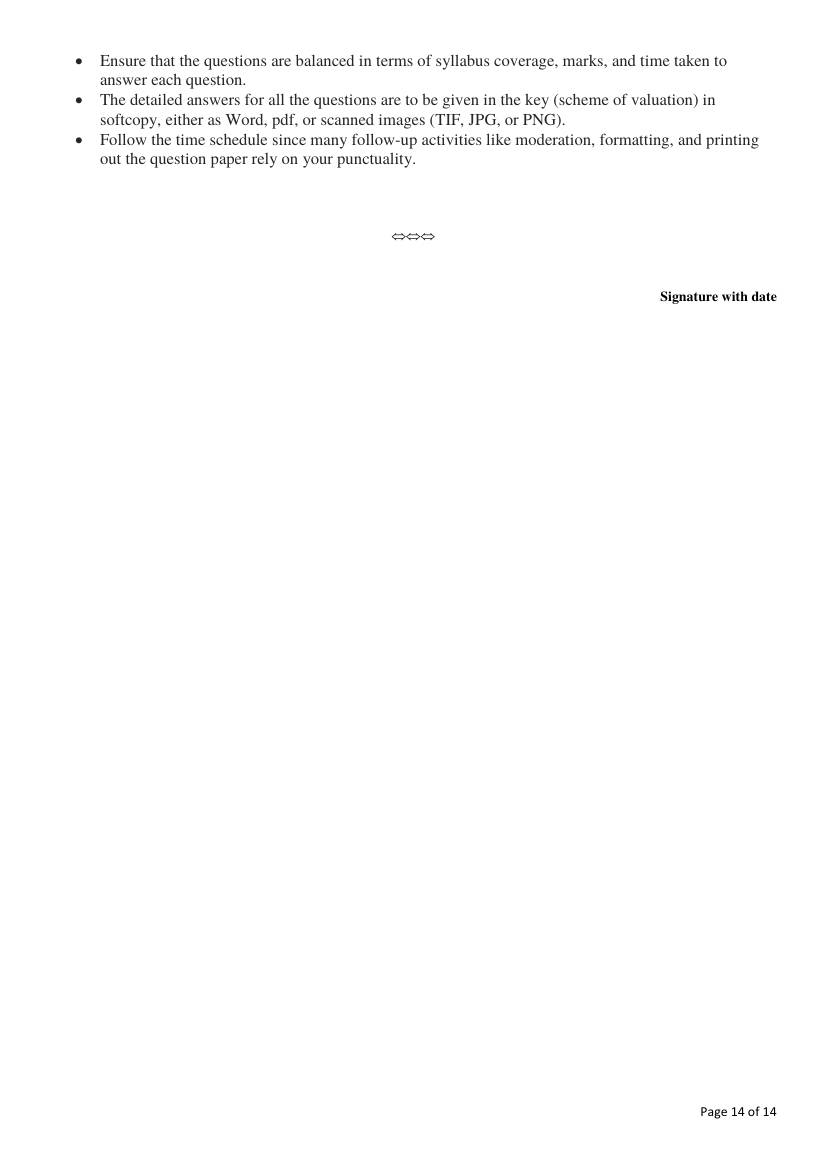 • Ensure that the questions are balanced in terms of syllabus coverage, marks, and time taken to
answer each question.
• The detailed answers for all the questions are to be given in the key (scheme of valuation) in
softcopy, either as Word, pdf, or scanned images (TIF, JPG, or PNG).
• Follow the time schedule since many follow-up activities like moderation, formatting, and printing
out the question paper rely on your punctuality.
⇔⇔⇔
Signature with date
Page 14 of 14